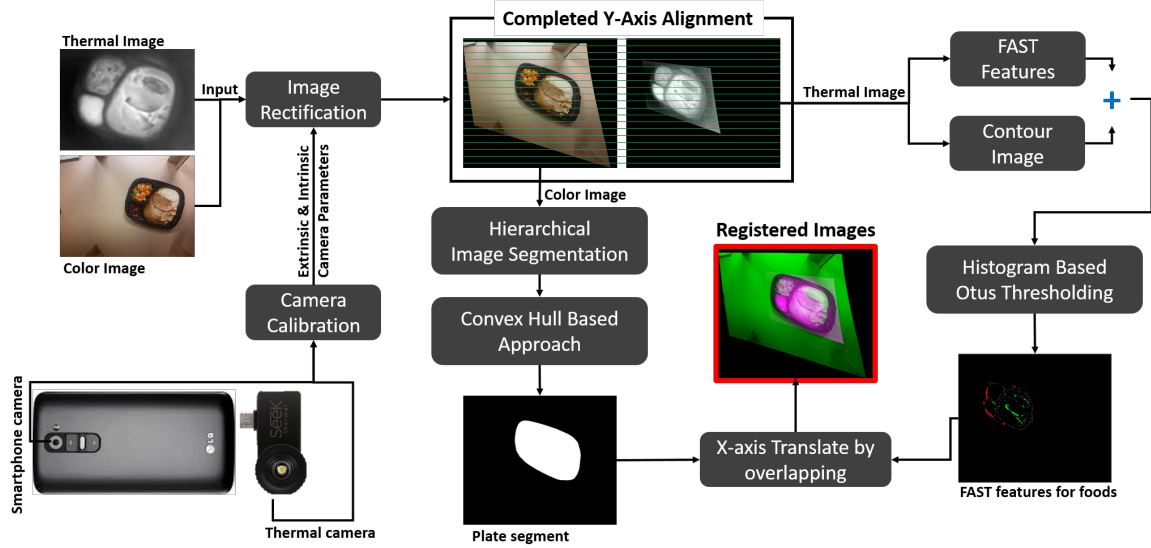 Completed Y-Axis Alignment
Thermal Image
Input
Image
Rectification
Color Image
Extrinsic & Intrinsic
Camera Parameters
Camera
Calibration
Smartphone camera
LG
Seek
thermal
Thermal camera
Color Image
Hierarchical
Image Segmentation
Convex Hull Based
Approach
Plate segment
Thermal Image
FAST
Features
+
Contour
Image
Histogram Based
Otus Thresholding
FAST features for foods
X-axis Translate by
overlapping
Registered Images